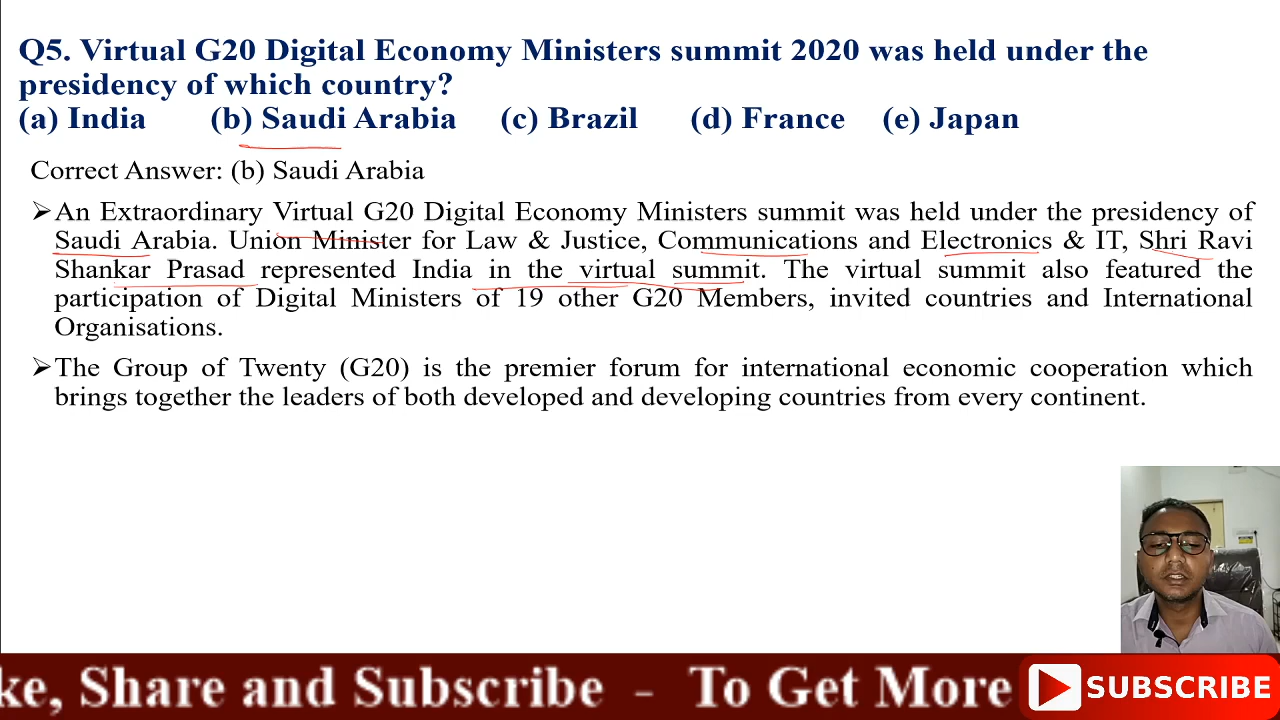 Q5. Virtual G20 Digital Economy Ministers summit 2020 was held under the
presidency of which country?
(a) India (b) Saudi Arabia (c) Brazil (d) France (e) Japan
Correct Answer: (b) Saudi Arabia
➢An Extraordinary Virtual G20 Digital Economy Ministers summit was held under the presidency of
Saudi Arabia. Union Minister for Law & Justice, Communications and Electronics & IT, Shri Ravi
Shankar Prasad represented India in the virtual summit. The virtual summit also featured the
participation of Digital Ministers of 19 other G20 Members, invited countries and International
Organisations.
➢The Group of Twenty (G20) is the premier forum for international economic cooperation which
brings together the leaders of both developed and developing countries from every continent.
ke, Share and Subscribe - To Get More
SUBSCRIBE